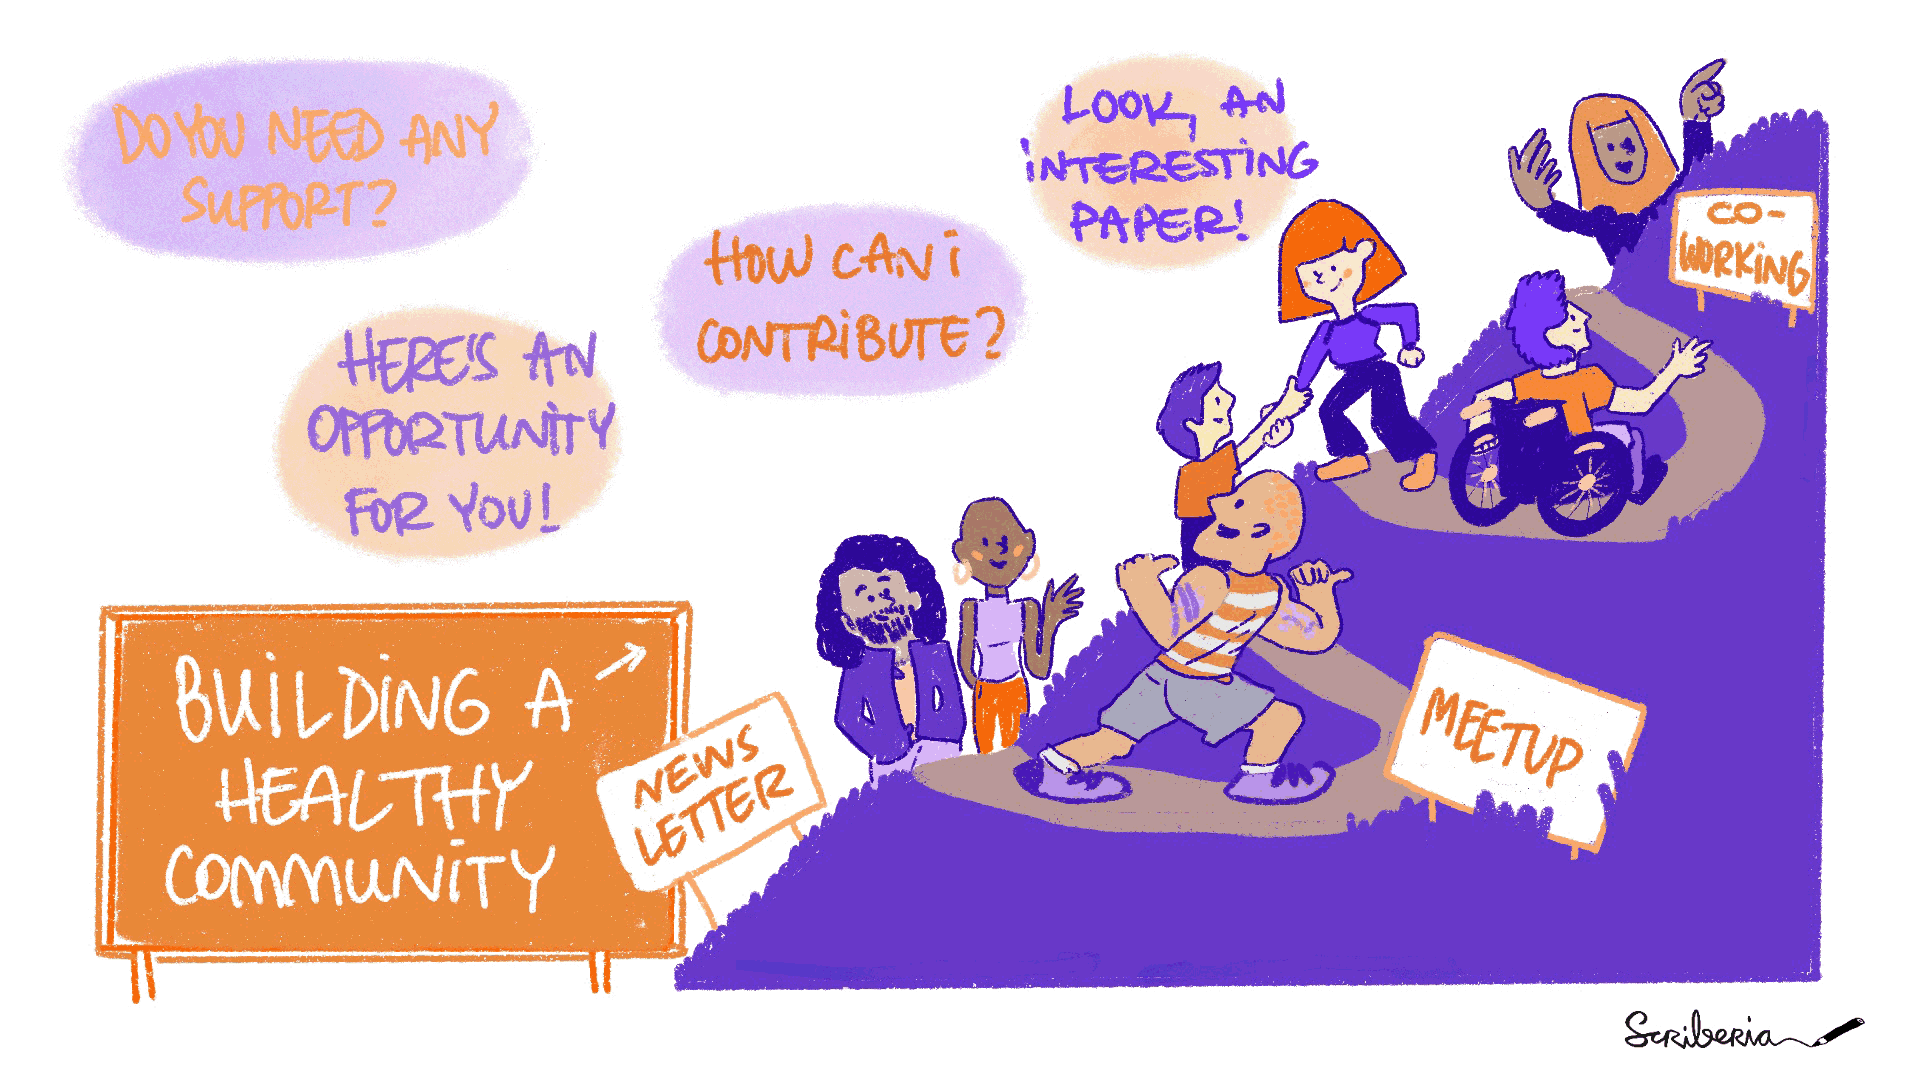 DO YOU NEED ANY
SUPPORT?
HERE'S AN
OPPORTUNITY
FOR YOU!
HOW CAN i
CONTRiBUTE?
LOOK, AN
iNTERESTiNG
PAPER!
CO-
WORKiNG
MEETUP
NEWS
LETTER
BUiLDiNG A
HEALTHY
COMMUNiTY
Scriberia